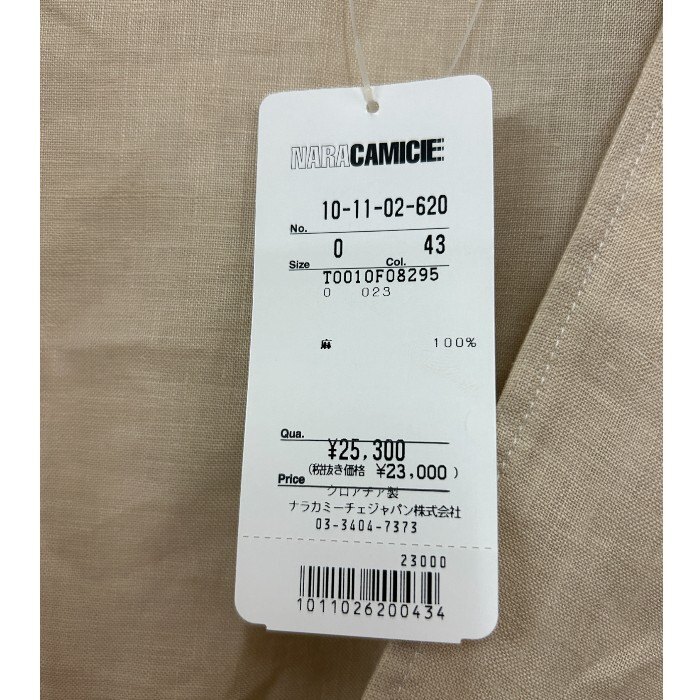 NARACAMICIE
No. 10-11-02-620
Size 0 Col. 43
T0010F08295
0 023
麻 100%
Qua.
¥25,300
(税抜き価格 ¥23,000)
Price
クロアチア製
ナラカミーチェジャパン株式会社
03-3404-7373
23000
1011026200434